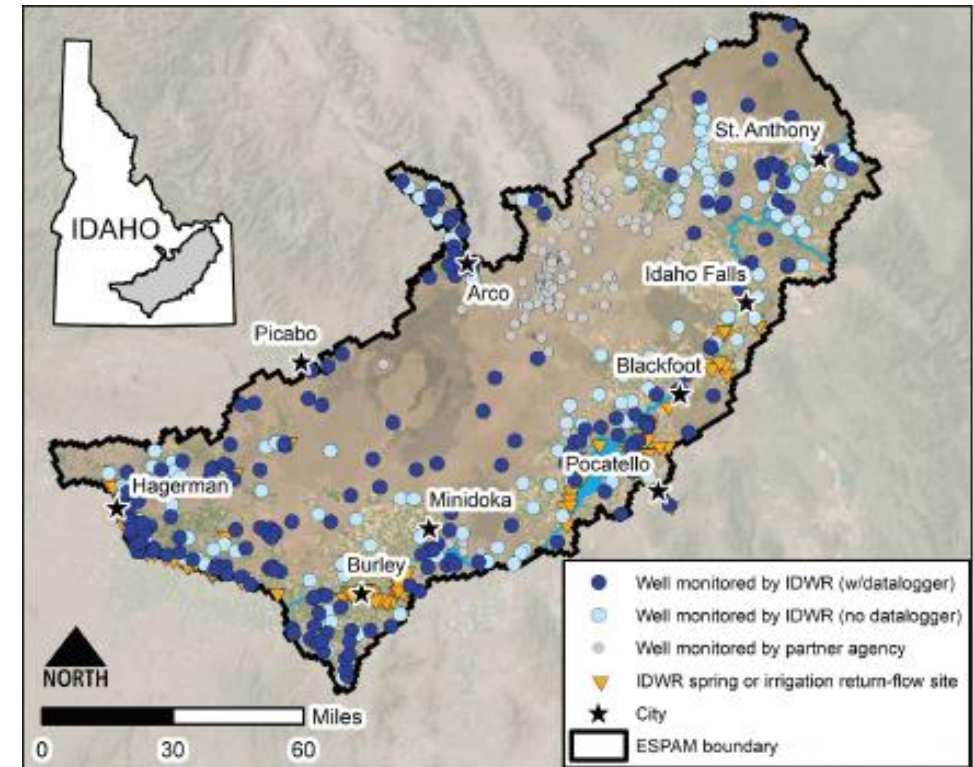 IDAHO
St. Anthony
Arco
Idaho Falls
Picabo
Blackfoot
Pocatello
Hagerman
Minidoka
Burley
NORTH
Miles
0 30 60
Well monitored by IDWR (w/datalogger)
Well monitored by IDWR (no datalogger)
Well monitored by partner agency
IDWR spring or irrigation return-flow site
City
ESPAM boundary